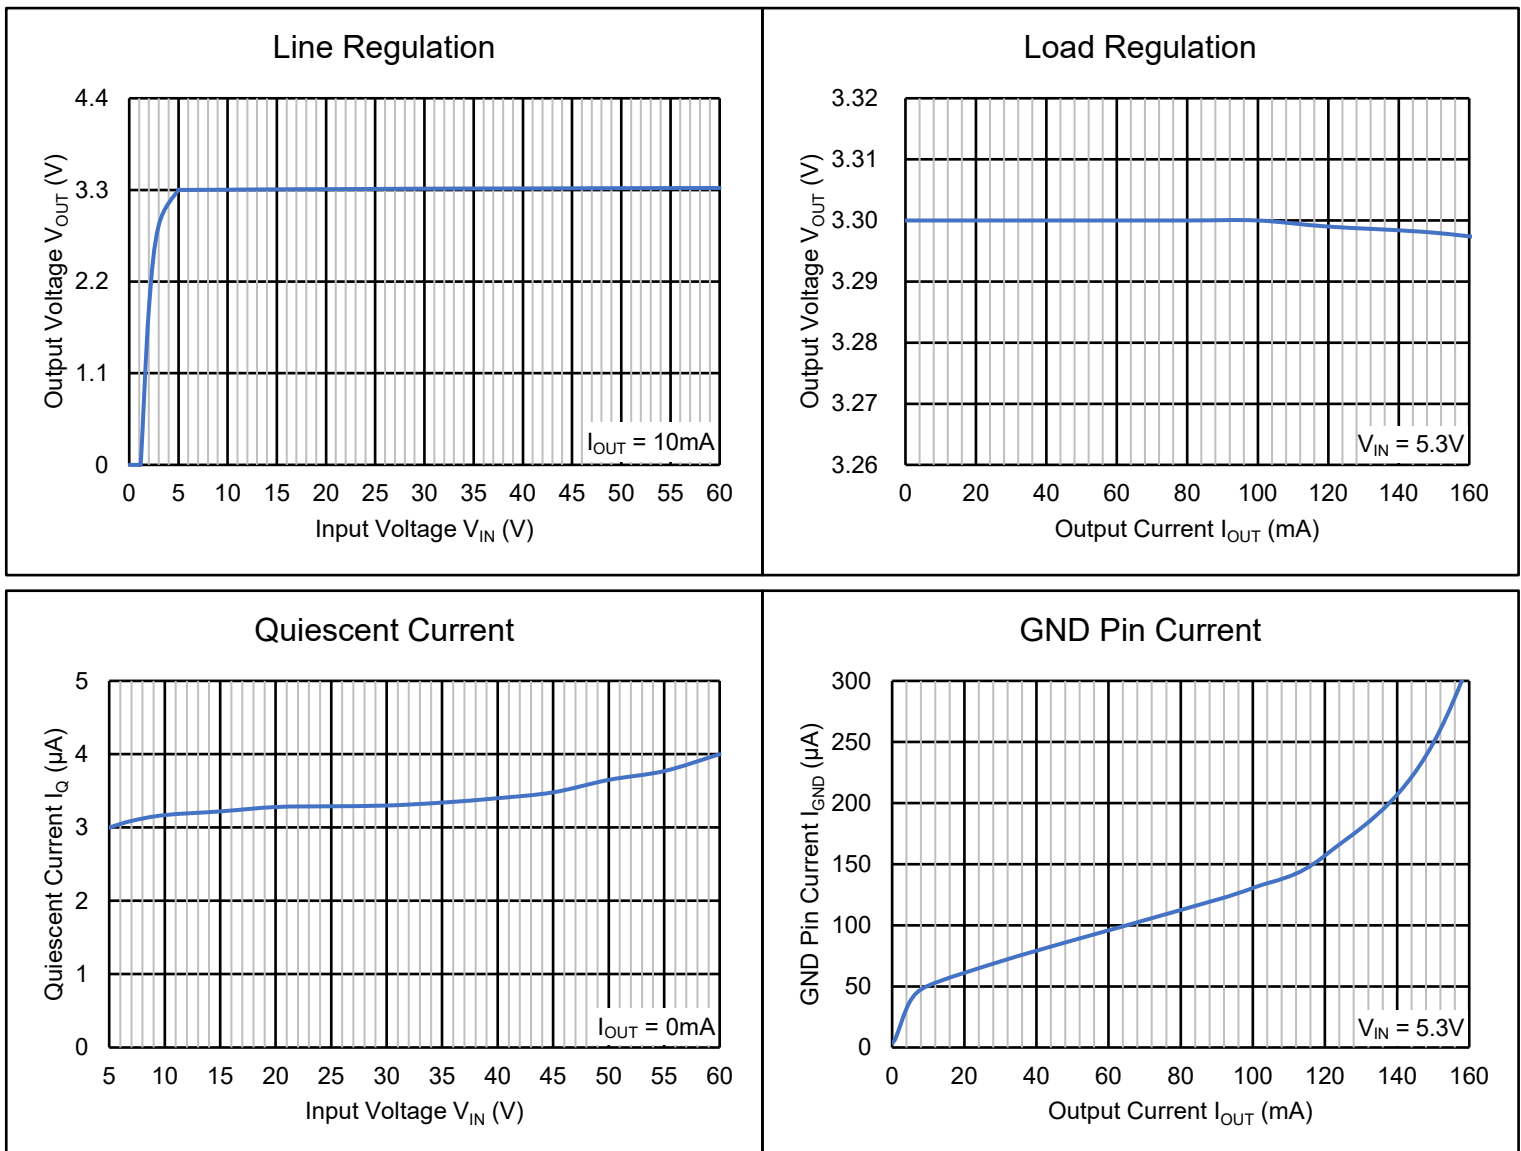 Line Regulation
4.4
3.3
2.2
1.1
0
Output Voltage VOUT (V)
IOUT = 10mA
0 5 10 15 20 25 30 35 40 45 50 55 60
Input Voltage VIN (V)
Load Regulation
3.32
3.31
3.30
3.29
3.28
3.27
3.26
Output Voltage VOUT (V)
VIN = 5.3V
0 20 40 60 80 100 120 140 160
Output Current IOUT (mA)
Quiescent Current
5
4
3
2
1
0
Quiescent Current IQ (µA)
IOUT = 0mA
5 10 15 20 25 30 35 40 45 50 55 60
Input Voltage VIN (V)
GND Pin Current
300
250
200
150
100
50
0
GND Pin Current IGND (µA)
VIN = 5.3V
0 20 40 60 80 100 120 140 160
Output Current IOUT (mA)